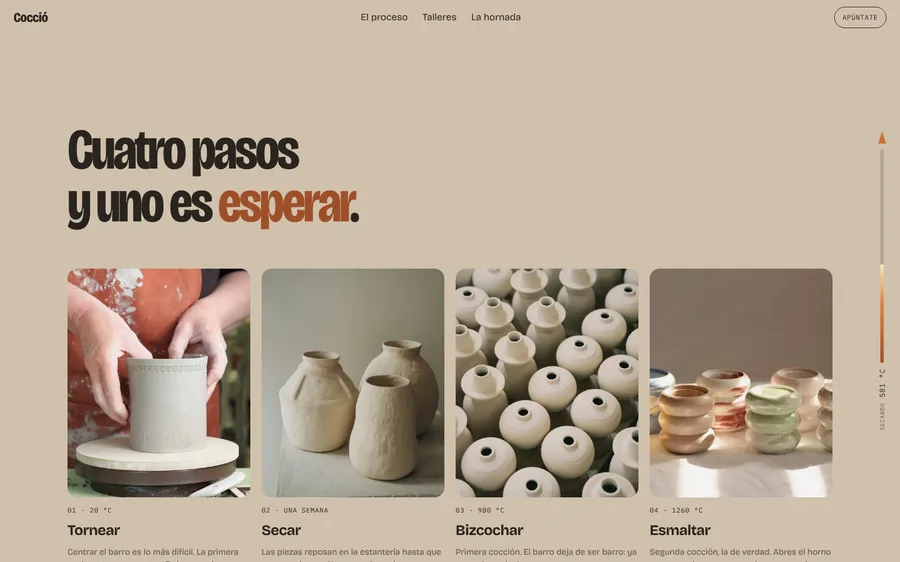 Cocció
El proceso
Talleres
La hornada
APÚNTATE
Cuatro pasos
y uno es esperar.
SECANDO 581 °C
01 · 20 °C
Tornear
Centrar el barro es lo más difícil. La primera
02 · UNA SEMANA
Secar
Las piezas reposan en la estantería hasta que
03 · 980 °C
Bizcochar
Primera cocción. El barro deja de ser barro: ya
04 · 1260 °C
Esmaltar
Segunda cocción, la de verdad. Abres el horno